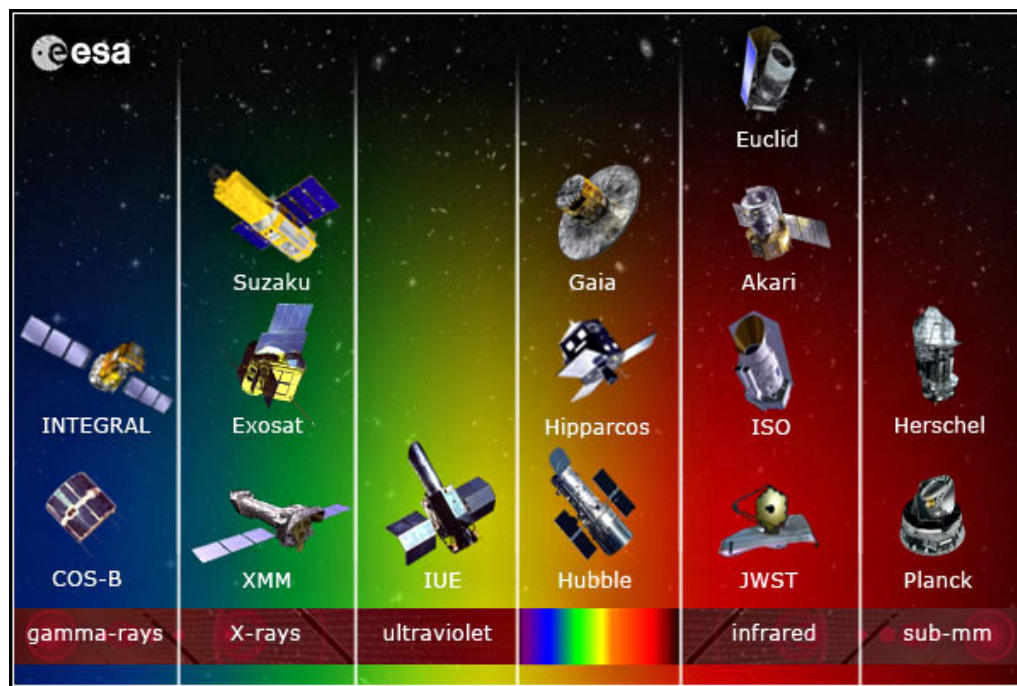 esa
Euclid
Suzaku
Gaia
Akari
INTEGRAL
Exosat
Hipparcos
ISO
Herschel
COS-B
XMM
IUE
Hubble
JWST
Planck
gamma-rays
X-rays
ultraviolet
infrared
sub-mm